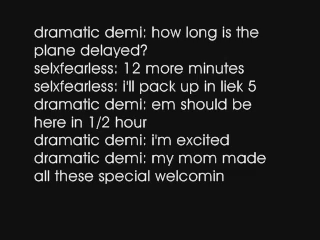 dramatic demi: how long is the
plane delayed?
selxfearless: 12 more minutes
selxfearless: i'll pack up in liek 5
dramatic demi: em should be
here in 1/2 hour
dramatic demi: i'm excited
dramatic demi: my mom made
all these special welcomin